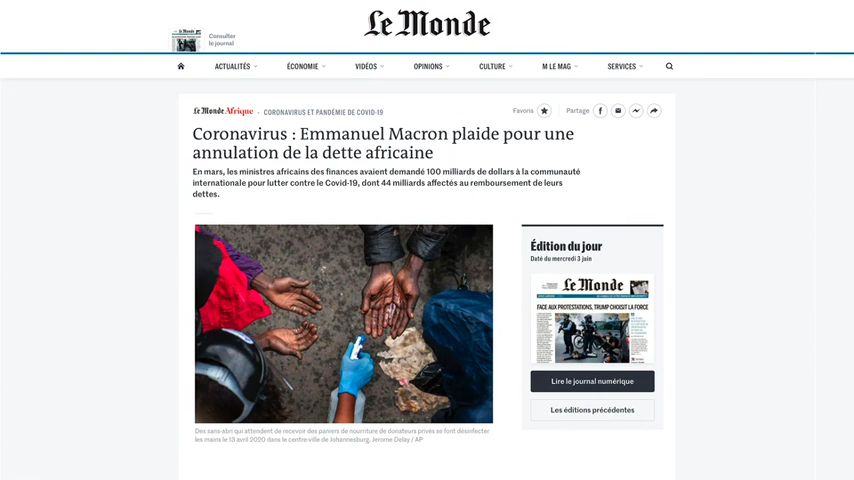 Le Monde
Consulter
le journal
Le Monde
ACTUALITÉS
ÉCONOMIE
VIDÉOS
OPINIONS
CULTURE
M LE MAG
SERVICES
Le Monde Afrique - CORONAVIRUS ET PANDÉMIE DE COVID-19
Favoris
Partage
Coronavirus : Emmanuel Macron plaide pour une
annulation de la dette africaine
En mars, les ministres africains des finances avaient demandé 100 milliards de dollars à la communauté
internationale pour lutter contre le Covid-19, dont 44 milliards affectés au remboursement de leurs
dettes.
Édition du jour
Daté du mercredi 3 juin
Le Monde
FACE AUX PROTESTATIONS, TRUMP CHOISIT LA FORCE
Lire le journal numérique
Les éditions précédentes
Des sans-abri qui attendent de recevoir des paniers de nourriture de donateurs privés se font désinfecter
les mains le 13 avril 2020 dans le centre-ville de Johannesburg. Jerome Delay / AP